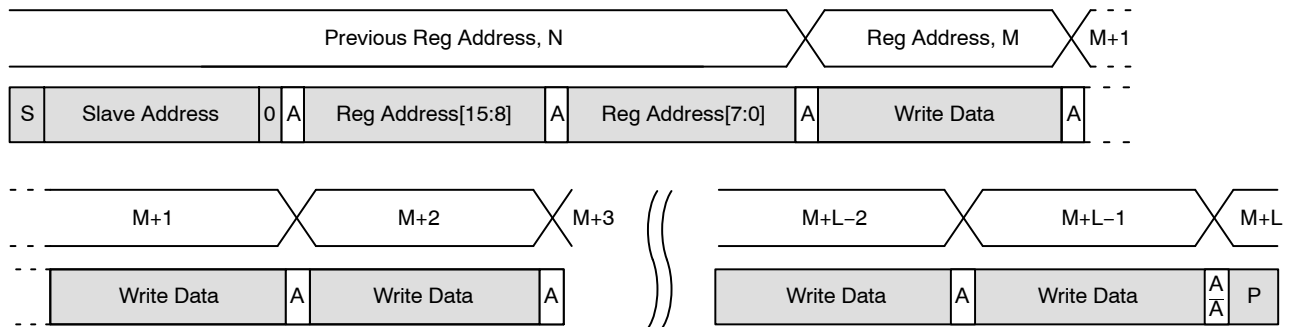 Previous Reg Address, N Reg Address, M M+1
S Slave Address 0 A Reg Address[15:8] A Reg Address[7:0] A Write Data A
M+1 M+2 M+3 M+L−2 M+L−1 M+L
Write Data A Write Data A Write Data A Write Data A/A̅ P